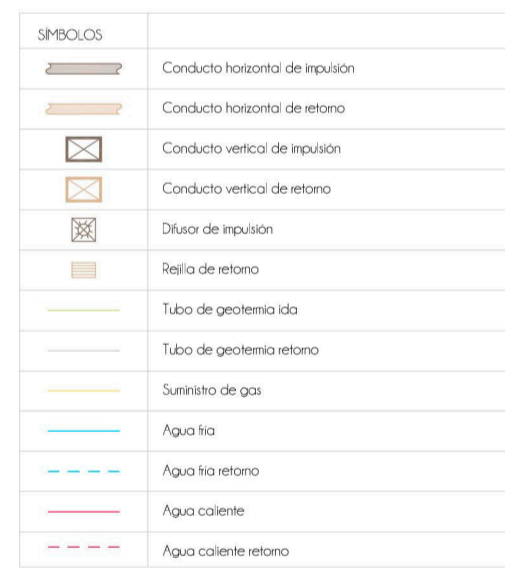 SÍMBOLOS
Conducto horizontal de impulsión
Conducto horizontal de retorno
Conducto vertical de impulsión
Conducto vertical de retorno
Difusor de impulsión
Rejilla de retorno
Tubo de geotermia ida
Tubo de geotermia retorno
Suministro de gas
Agua fria
Agua fria retorno
Agua caliente
Agua caliente retorno